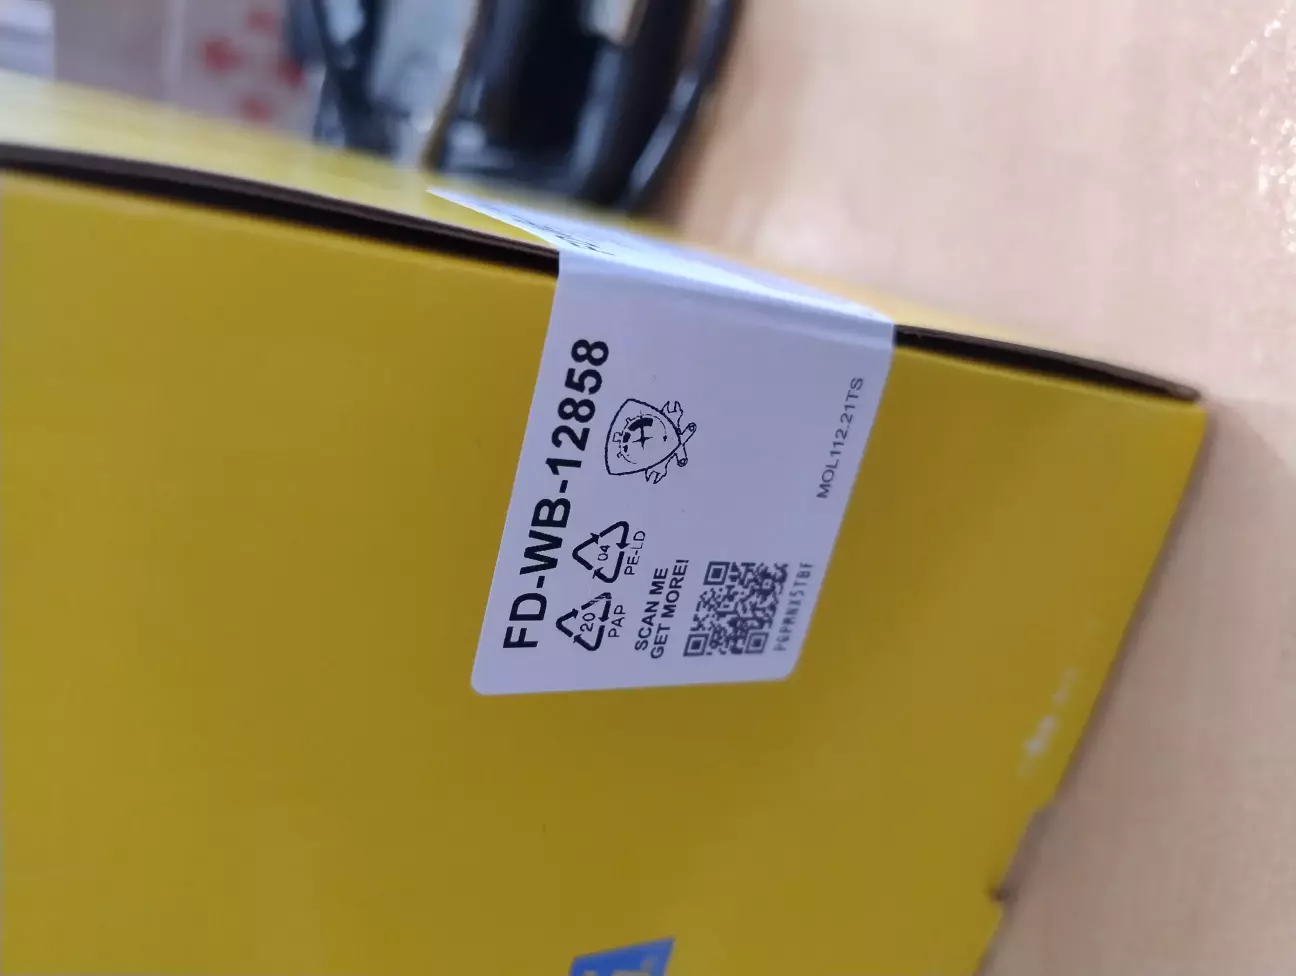 FD-WB-12858
20
PAP
04
PE-LD
SCAN ME
GET MORE!
MOL112.21TS